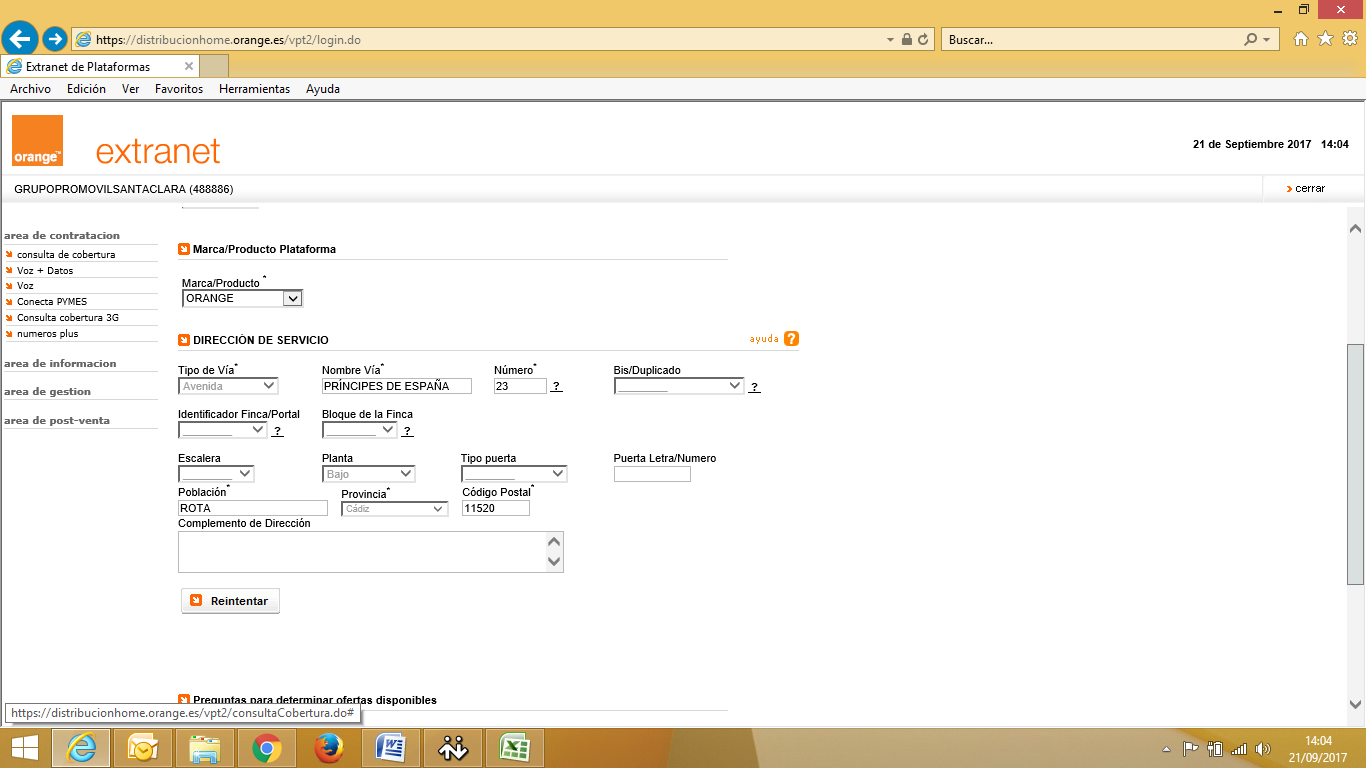 https://distribucionhome.orange.es/vpt2/login.do
Buscar...
Extranet de Plataformas
Archivo Edición Ver Favoritos Herramientas Ayuda
orange™
extranet
21 de Septiembre 2017 14:04
GRUPOPROMOVILSANTACLARA (488886)
cerrar
area de contratacion
consulta de cobertura
Voz + Datos
Voz
Conecta PYMES
Consulta cobertura 3G
numeros plus
area de informacion
area de gestion
area de post-venta
Marca/Producto Plataforma
Marca/Producto *
ORANGE
DIRECCIÓN DE SERVICIO
ayuda ?
Tipo de Vía* Nombre Vía* Número* Bis/Duplicado
Avenida PRÍNCIPES DE ESPAÑA 23 ? ________ ?
Identificador Finca/Portal Bloque de la Finca
________ ? ________ ?
Escalera Planta Tipo puerta Puerta Letra/Numero
________ Bajo ________
Población* Provincia* Código Postal*
ROTA Cádiz 11520
Complemento de Dirección
Reintentar
Preguntas para determinar ofertas disponibles
https://distribucionhome.orange.es/vpt2/consultaCobertura.do#
14:04
21/09/2017